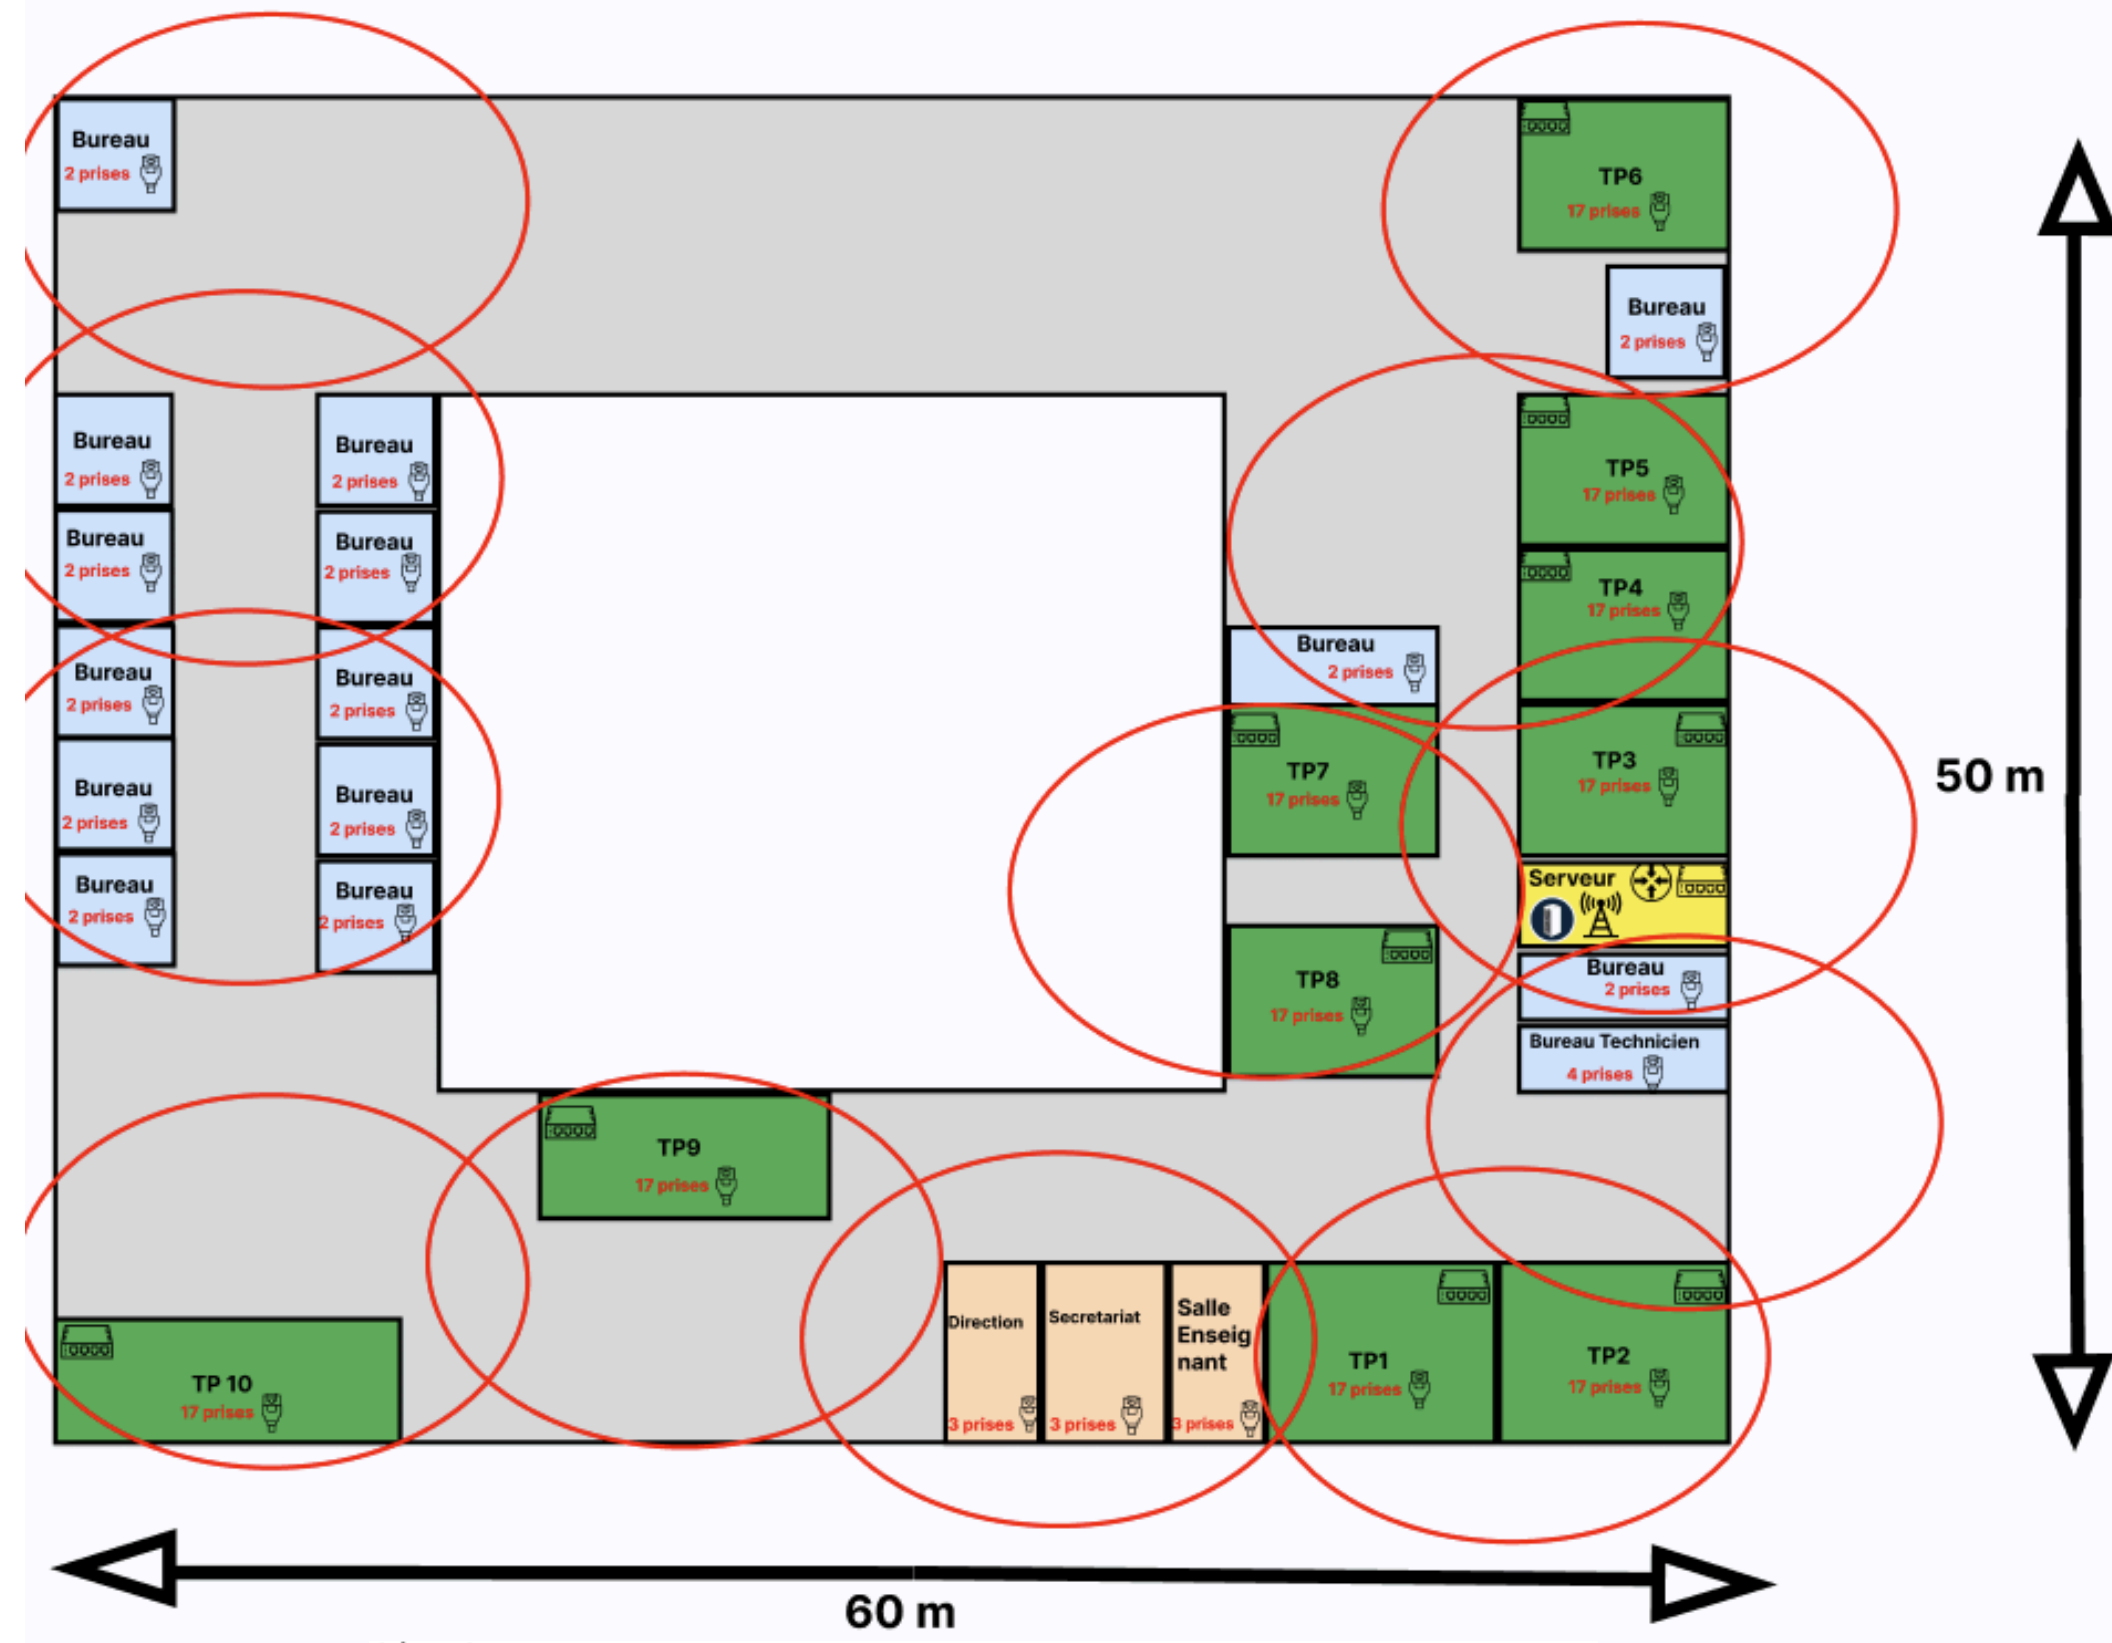 Bureau
2 prises
TP6
17 prises
Bureau
2 prises
Bureau
2 prises
Bureau
2 prises
TP5
17 prises
Bureau
2 prises
Bureau
2 prises
TP4
17 prises
Bureau
2 prises
Bureau
2 prises
Bureau
2 prises
TP3
17 prises
TP7
17 prises
50 m
Bureau
2 prises
Bureau
2 prises
Serveur
Bureau
2 prises
Bureau
2 prises
TP8
17 prises
Bureau
2 prises
Bureau Technicien
4 prises
TP9
17 prises
Direction
3 prises
Secretariat
3 prises
Salle
Enseig
nant
3 prises
TP1
17 prises
TP2
17 prises
TP 10
17 prises
60 m